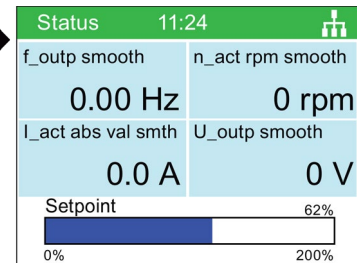 Status 11:24
f_outp smooth n_act rpm smooth
0.00 Hz 0 rpm
I_act abs val smth U_outp smooth
0.0 A 0 V
Setpoint 62%
0% 200%